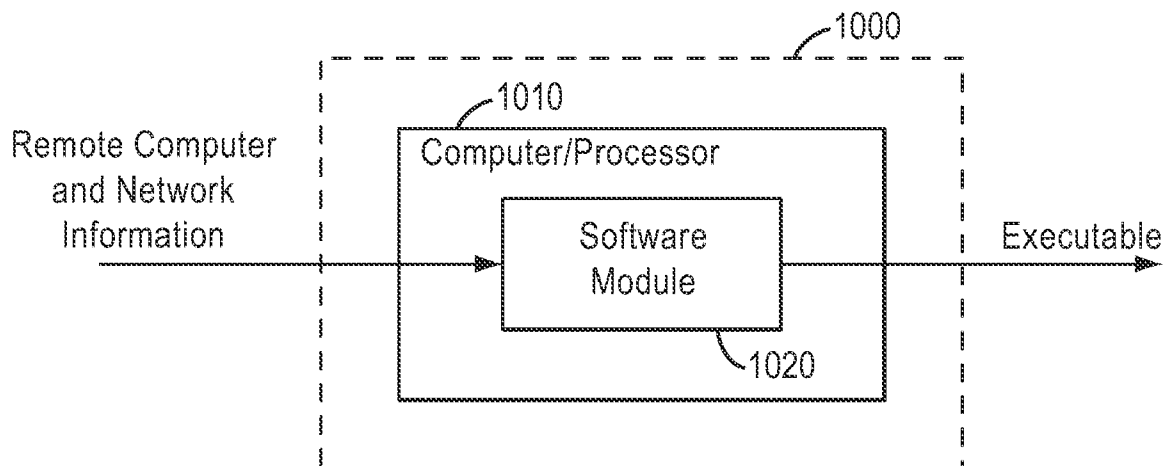 1000
1010
Remote Computer
and Network
Information
Computer/Processor
Software
Module
Executable
1020